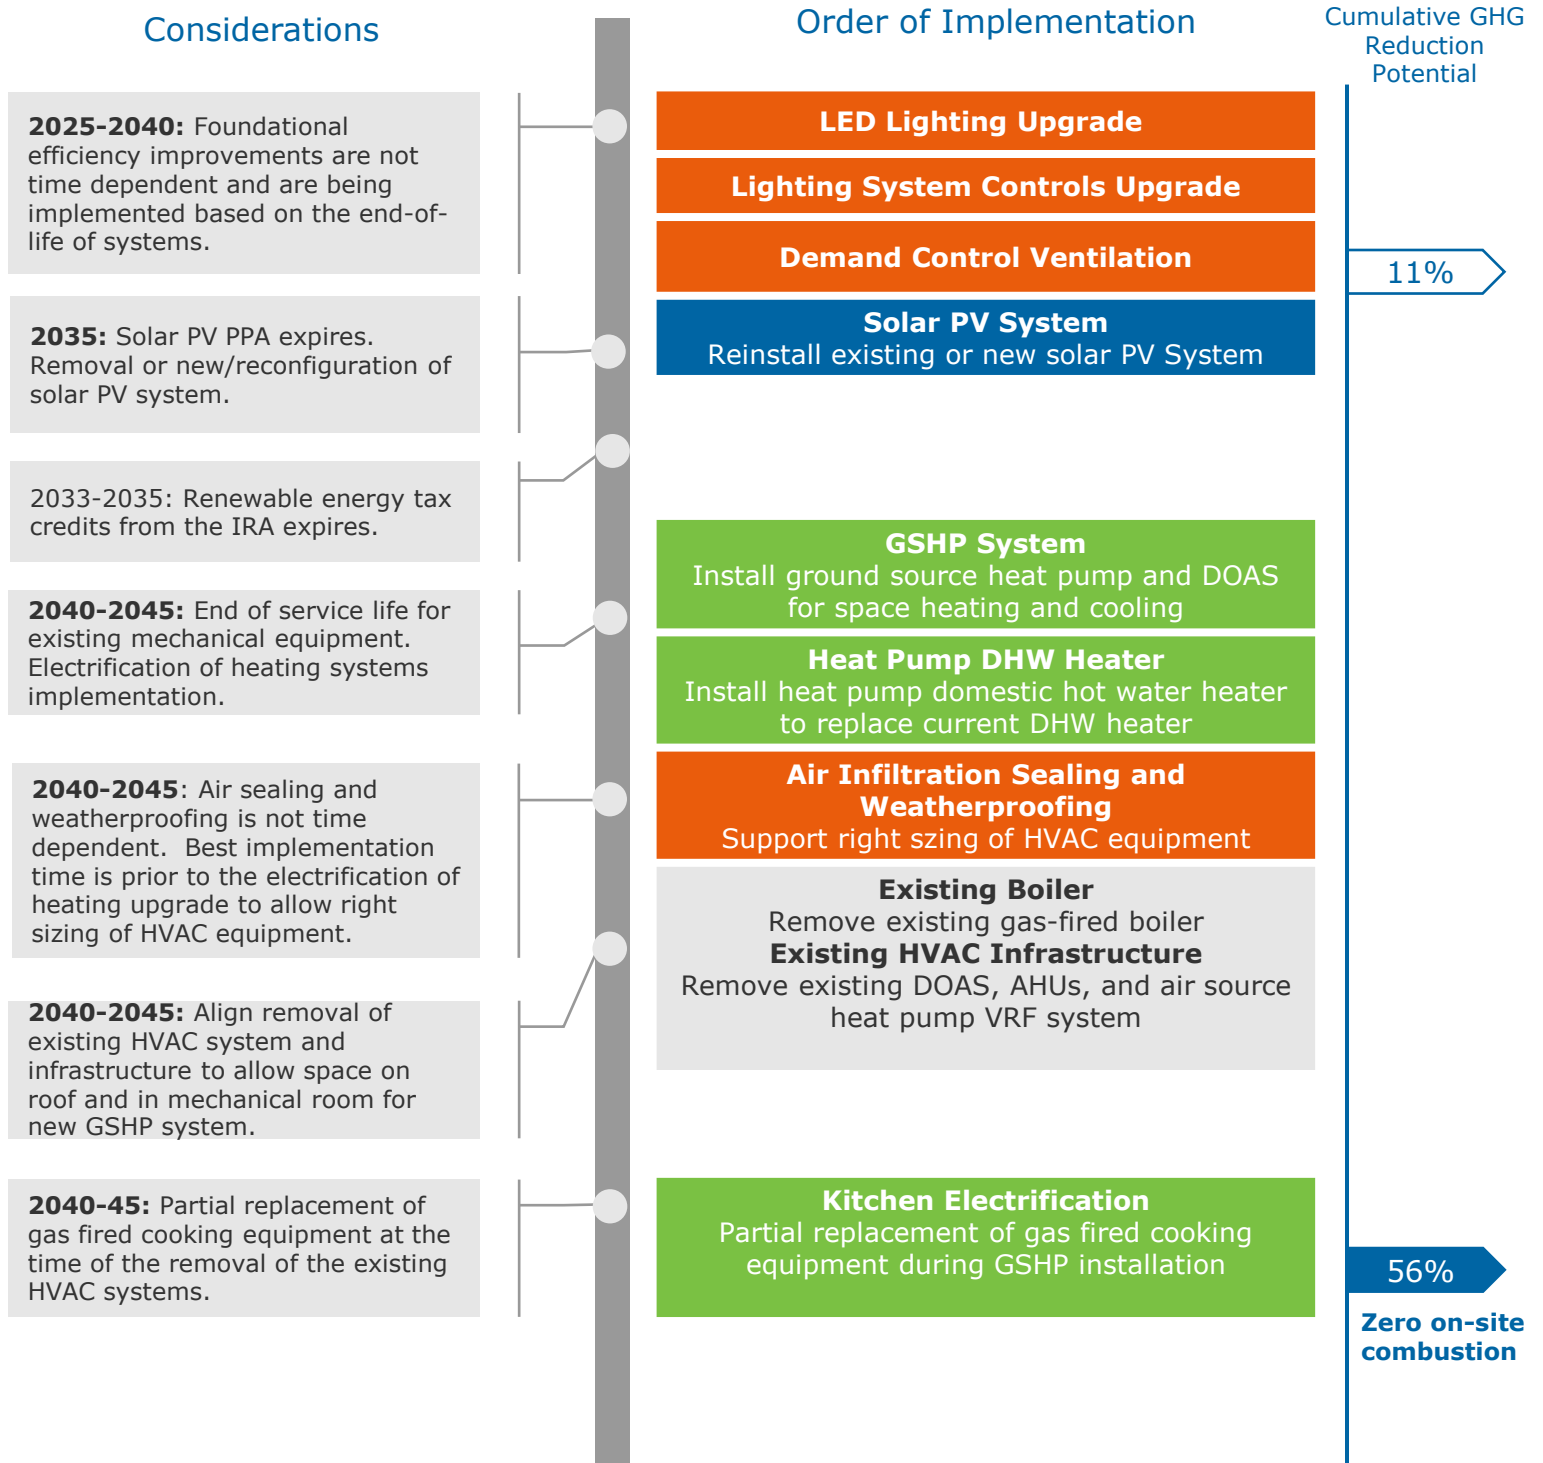 Considerations
2025-2040: Foundational
efficiency improvements are not
time dependent and are being
implemented based on the end-of-
life of systems.
2035: Solar PV PPA expires.
Removal or new/reconfiguration of
solar PV system.
2033-2035: Renewable energy tax
credits from the IRA expires.
2040-2045: End of service life for
existing mechanical equipment.
Electrification of heating systems
implementation.
2040-2045: Air sealing and
weatherproofing is not time
dependent.  Best implementation
time is prior to the electrification of
heating upgrade to allow right
sizing of HVAC equipment.
2040-2045: Align removal of
existing HVAC system and
infrastructure to allow space on
roof and in mechanical room for
new GSHP system.
2040-45: Partial replacement of
gas fired cooking equipment at the
time of the removal of the existing
HVAC systems.
Order of Implementation
LED Lighting Upgrade
Lighting System Controls Upgrade
Demand Control Ventilation
Solar PV System
Reinstall existing or new solar PV System
GSHP System
Install ground source heat pump and DOAS
for space heating and cooling
Heat Pump DHW Heater
Install heat pump domestic hot water heater
to replace current DHW heater
Air Infiltration Sealing and
Weatherproofing
Support right szing of HVAC equipment
Existing Boiler
Remove existing gas-fired boiler
Existing HVAC Infrastructure
Remove existing DOAS, AHUs, and air source
heat pump VRF system
Kitchen Electrification
Partial replacement of gas fired cooking
equipment during GSHP installation
Cumulative GHG
Reduction
Potential
11%
56%
Zero on-site
combustion